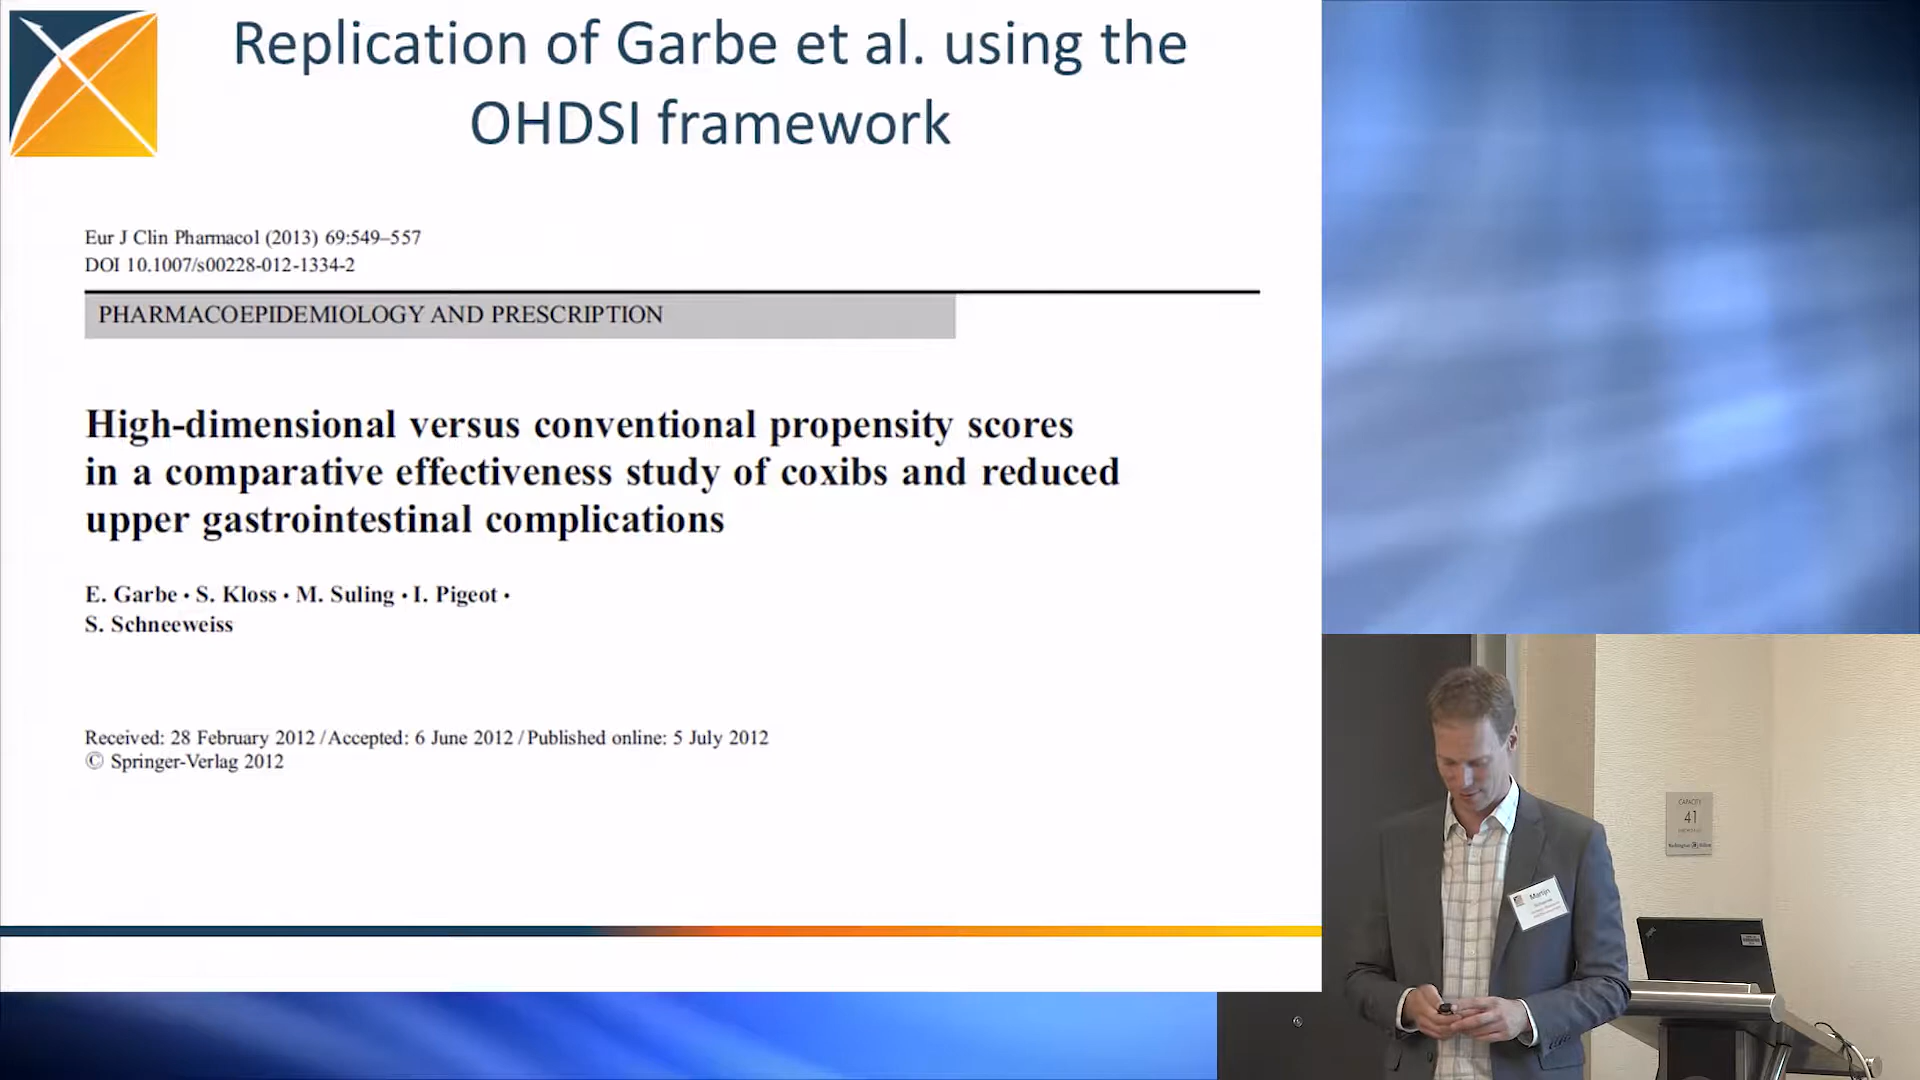 Replication of Garbe et al. using the
OHDSI framework
Eur J Clin Pharmacol (2013) 69:549–557
DOI 10.1007/s00228-012-1334-2
PHARMACOEPIDEMIOLOGY AND PRESCRIPTION
High-dimensional versus conventional propensity scores
in a comparative effectiveness study of coxibs and reduced
upper gastrointestinal complications
E. Garbe · S. Kloss · M. Suling · I. Pigeot ·
S. Schneeweiss
Received: 28 February 2012 / Accepted: 6 June 2012 / Published online: 5 July 2012
© Springer-Verlag 2012
CAPACITY
41
Martijn